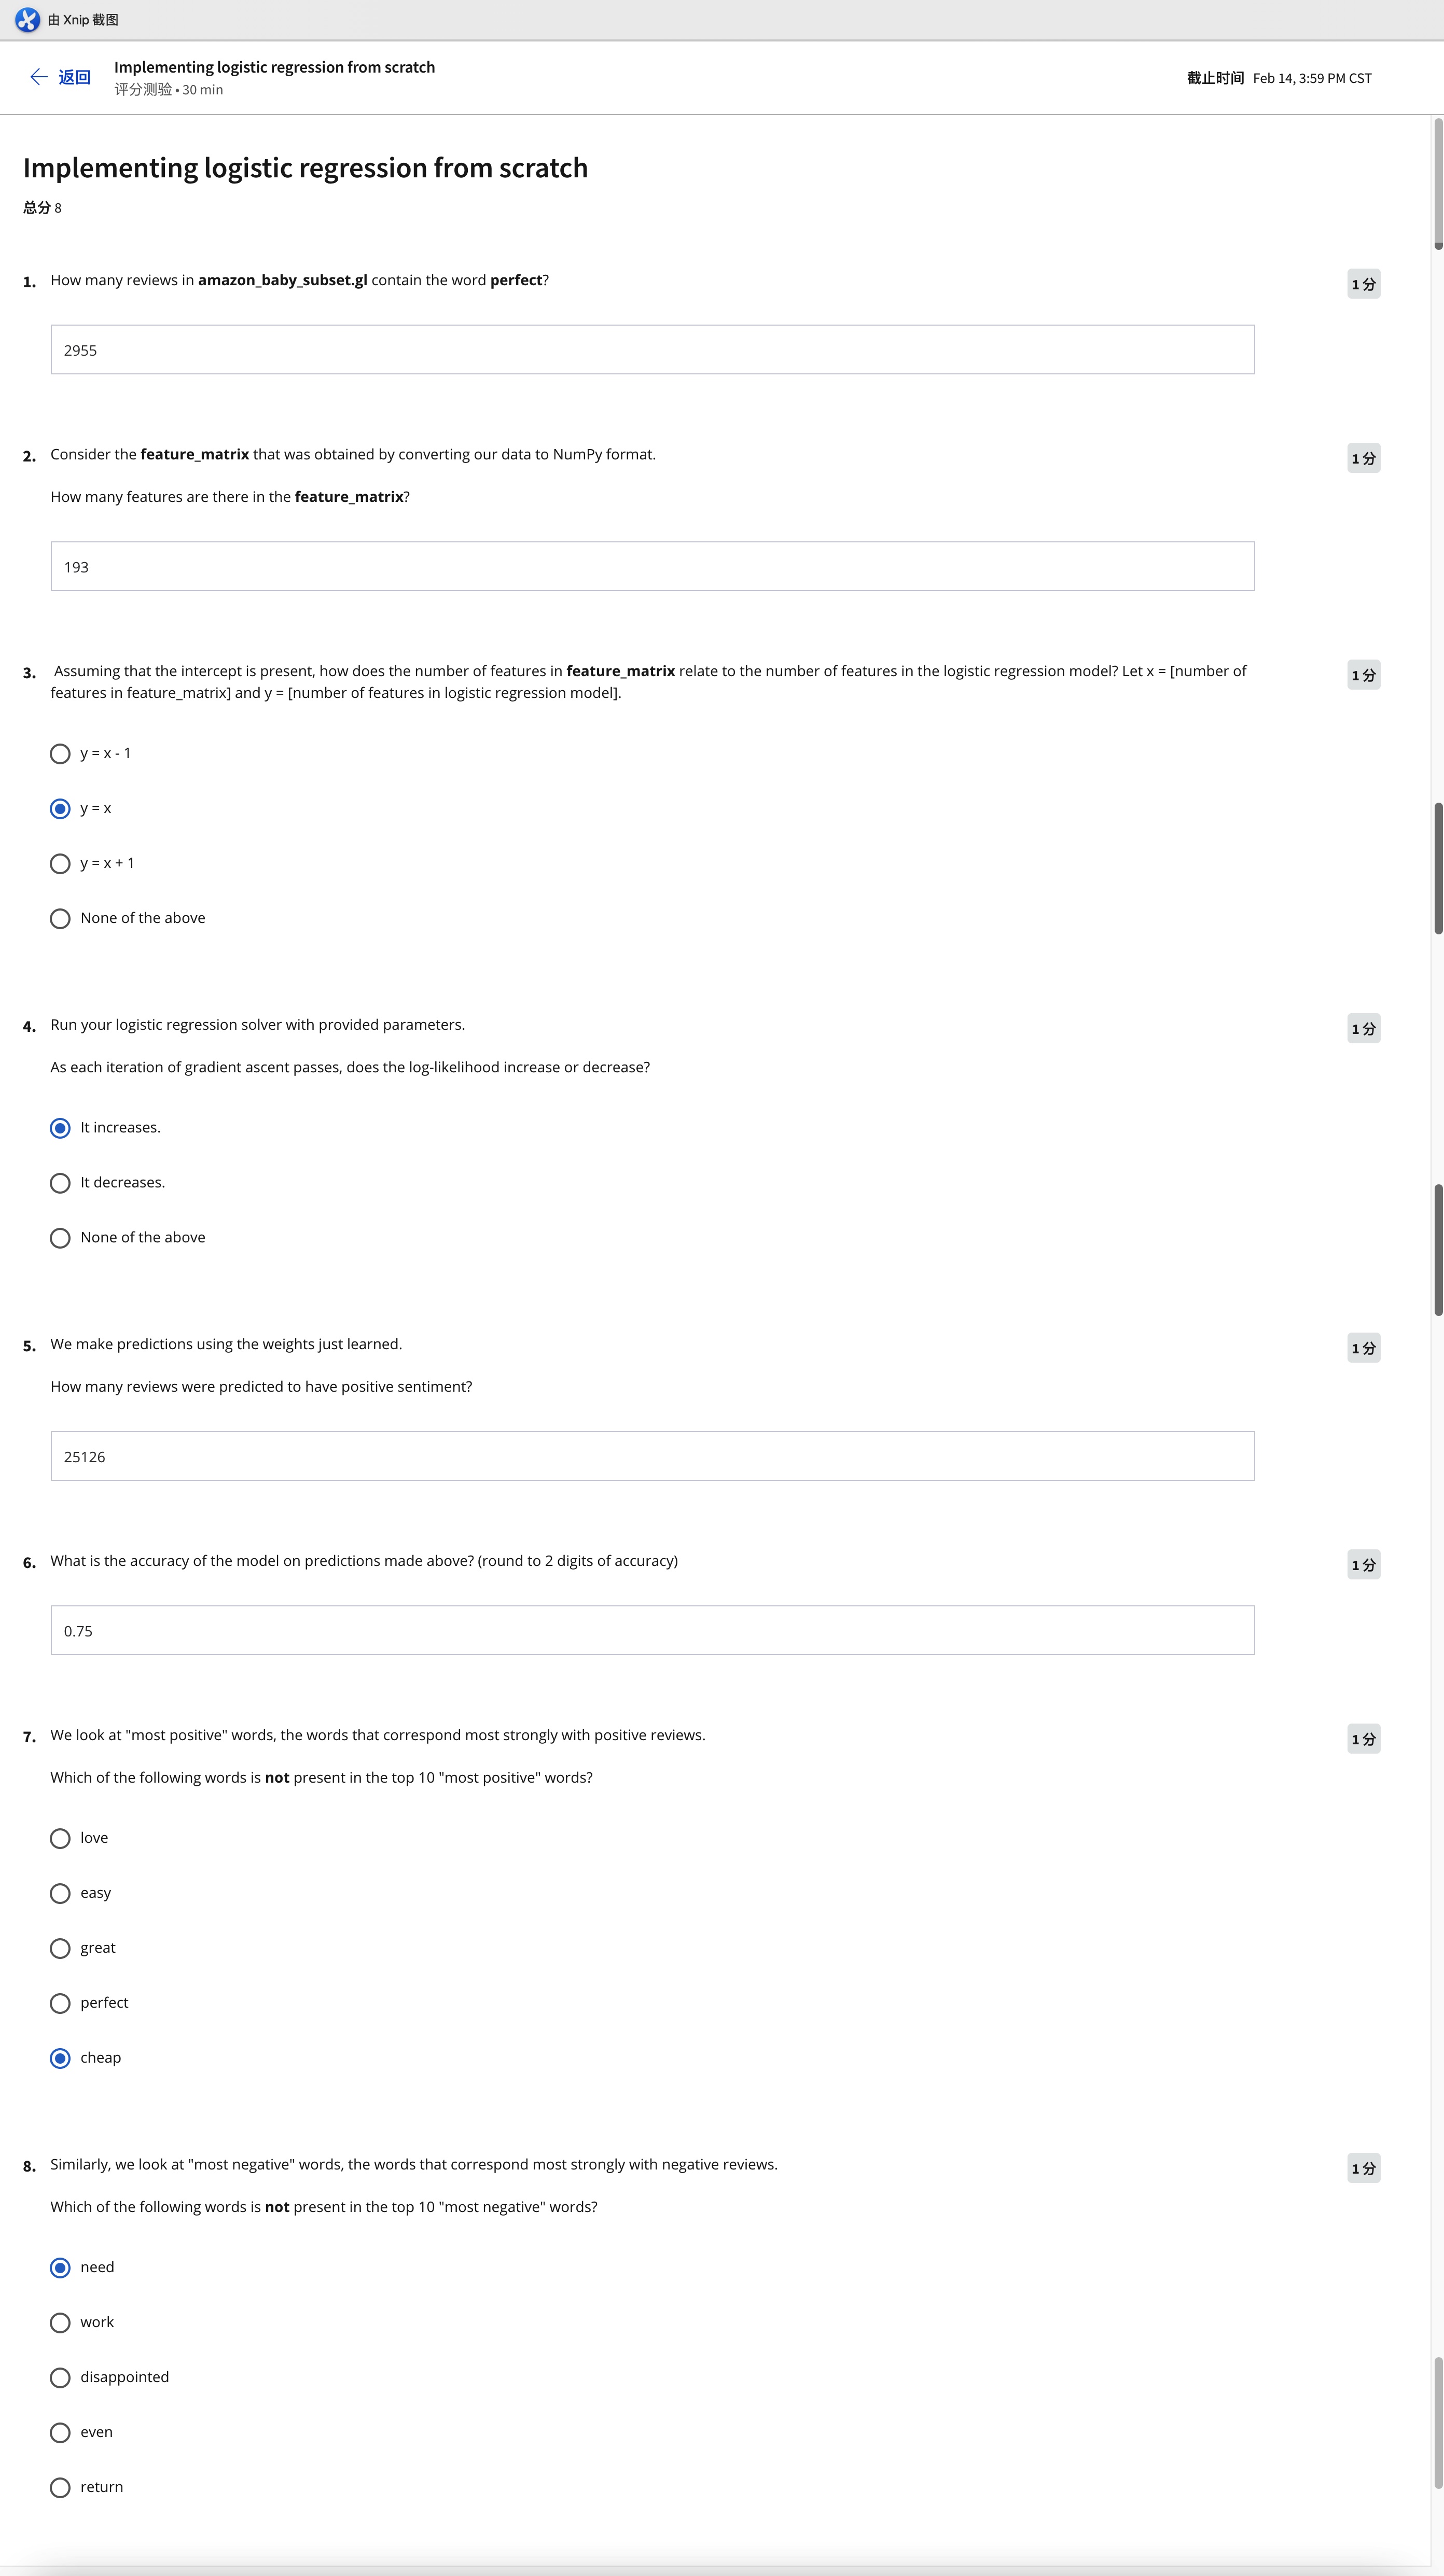 由 Xnip 截图
返回
Implementing logistic regression from scratch
评分测验 • 30 min
截止时间 Feb 14, 3:59 PM CST
Implementing logistic regression from scratch
总分 8
1. How many reviews in amazon_baby_subset.gl contain the word perfect?
1 分
2955
2. Consider the feature_matrix that was obtained by converting our data to NumPy format.
1 分
How many features are there in the feature_matrix?
193
3. Assuming that the intercept is present, how does the number of features in feature_matrix relate to the number of features in the logistic regression model? Let x = [number of
features in feature_matrix] and y = [number of features in logistic regression model].
1 分
y = x - 1
y = x
y = x + 1
None of the above
4. Run your logistic regression solver with provided parameters.
1 分
As each iteration of gradient ascent passes, does the log-likelihood increase or decrease?
It increases.
It decreases.
None of the above
5. We make predictions using the weights just learned.
1 分
How many reviews were predicted to have positive sentiment?
25126
6. What is the accuracy of the model on predictions made above? (round to 2 digits of accuracy)
1 分
0.75
7. We look at "most positive" words, the words that correspond most strongly with positive reviews.
1 分
Which of the following words is not present in the top 10 "most positive" words?
love
easy
great
perfect
cheap
8. Similarly, we look at "most negative" words, the words that correspond most strongly with negative reviews.
1 分
Which of the following words is not present in the top 10 "most negative" words?
need
work
disappointed
even
return